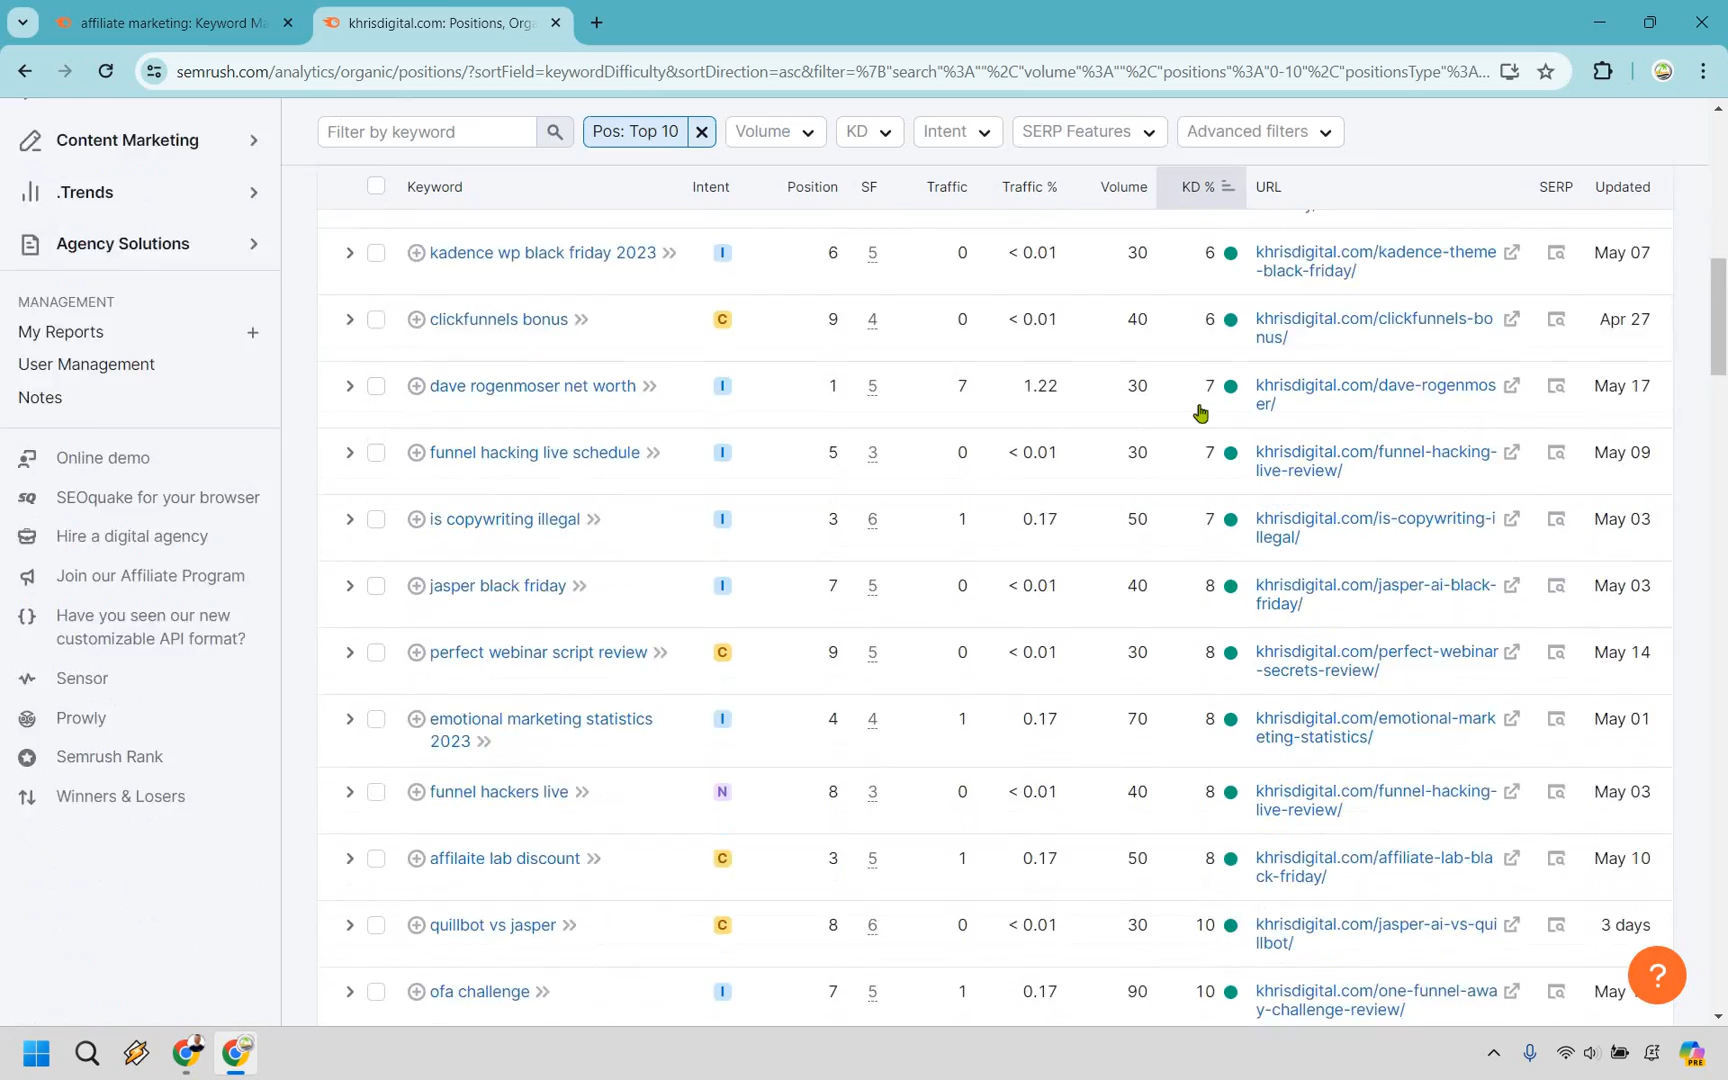 affiliate marketing: Keyword Ma
khrisdigital.com: Positions, Orga
semrush.com/analytics/organic/positions/?sortField=keywordDifficulty&sortDirection=asc&filter=%7B"search"%3A""%2C"volume"%3A""%2C"positions"%3A"0-10"%2C"positionsType"%3A...
Content Marketing
.Trends
Agency Solutions
MANAGEMENT
My Reports +
User Management
Notes
Online demo
SEOquake for your browser
Hire a digital agency
Join our Affiliate Program
Have you seen our new
customizable API format?
Sensor
Prowly
Semrush Rank
Winners & Losers
Filter by keyword Pos: Top 10 Volume KD Intent SERP Features Advanced filters
Keyword Intent Position SF Traffic Traffic % Volume KD % URL SERP Updated
kadence wp black friday 2023 I 6 5 0 < 0.01 30 6 khrisdigital.com/kadence-theme May 07
-black-friday/
clickfunnels bonus C 9 4 0 < 0.01 40 6 khrisdigital.com/clickfunnels-bo Apr 27
nus/
dave rogenmoser net worth I 1 5 7 1.22 30 7 khrisdigital.com/dave-rogenmos May 17
er/
funnel hacking live schedule I 5 3 0 < 0.01 30 7 khrisdigital.com/funnel-hacking- May 09
live-review/
is copywriting illegal I 3 6 1 0.17 50 7 khrisdigital.com/is-copywriting-i May 03
llegal/
jasper black friday I 7 5 0 < 0.01 40 8 khrisdigital.com/jasper-ai-black- May 03
friday/
perfect webinar script review C 9 5 0 < 0.01 30 8 khrisdigital.com/perfect-webinar May 14
-secrets-review/
emotional marketing statistics I 4 4 1 0.17 70 8 khrisdigital.com/emotional-mark May 01
2023 eting-statistics/
funnel hackers live N 8 3 0 < 0.01 40 8 khrisdigital.com/funnel-hacking- May 03
live-review/
affilaite lab discount C 3 5 1 0.17 50 8 khrisdigital.com/affiliate-lab-bla May 10
ck-friday/
quillbot vs jasper C 8 6 0 < 0.01 30 10 khrisdigital.com/jasper-ai-vs-qui 3 days
llbot/
ofa challenge I 7 5 1 0.17 90 10 khrisdigital.com/one-funnel-awa May
y-challenge-review/
?
PRE